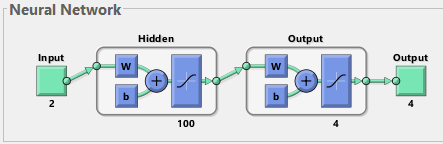 Neural Network
Hidden Output
Input Output
W W
+ +
b b
2 4
100 4